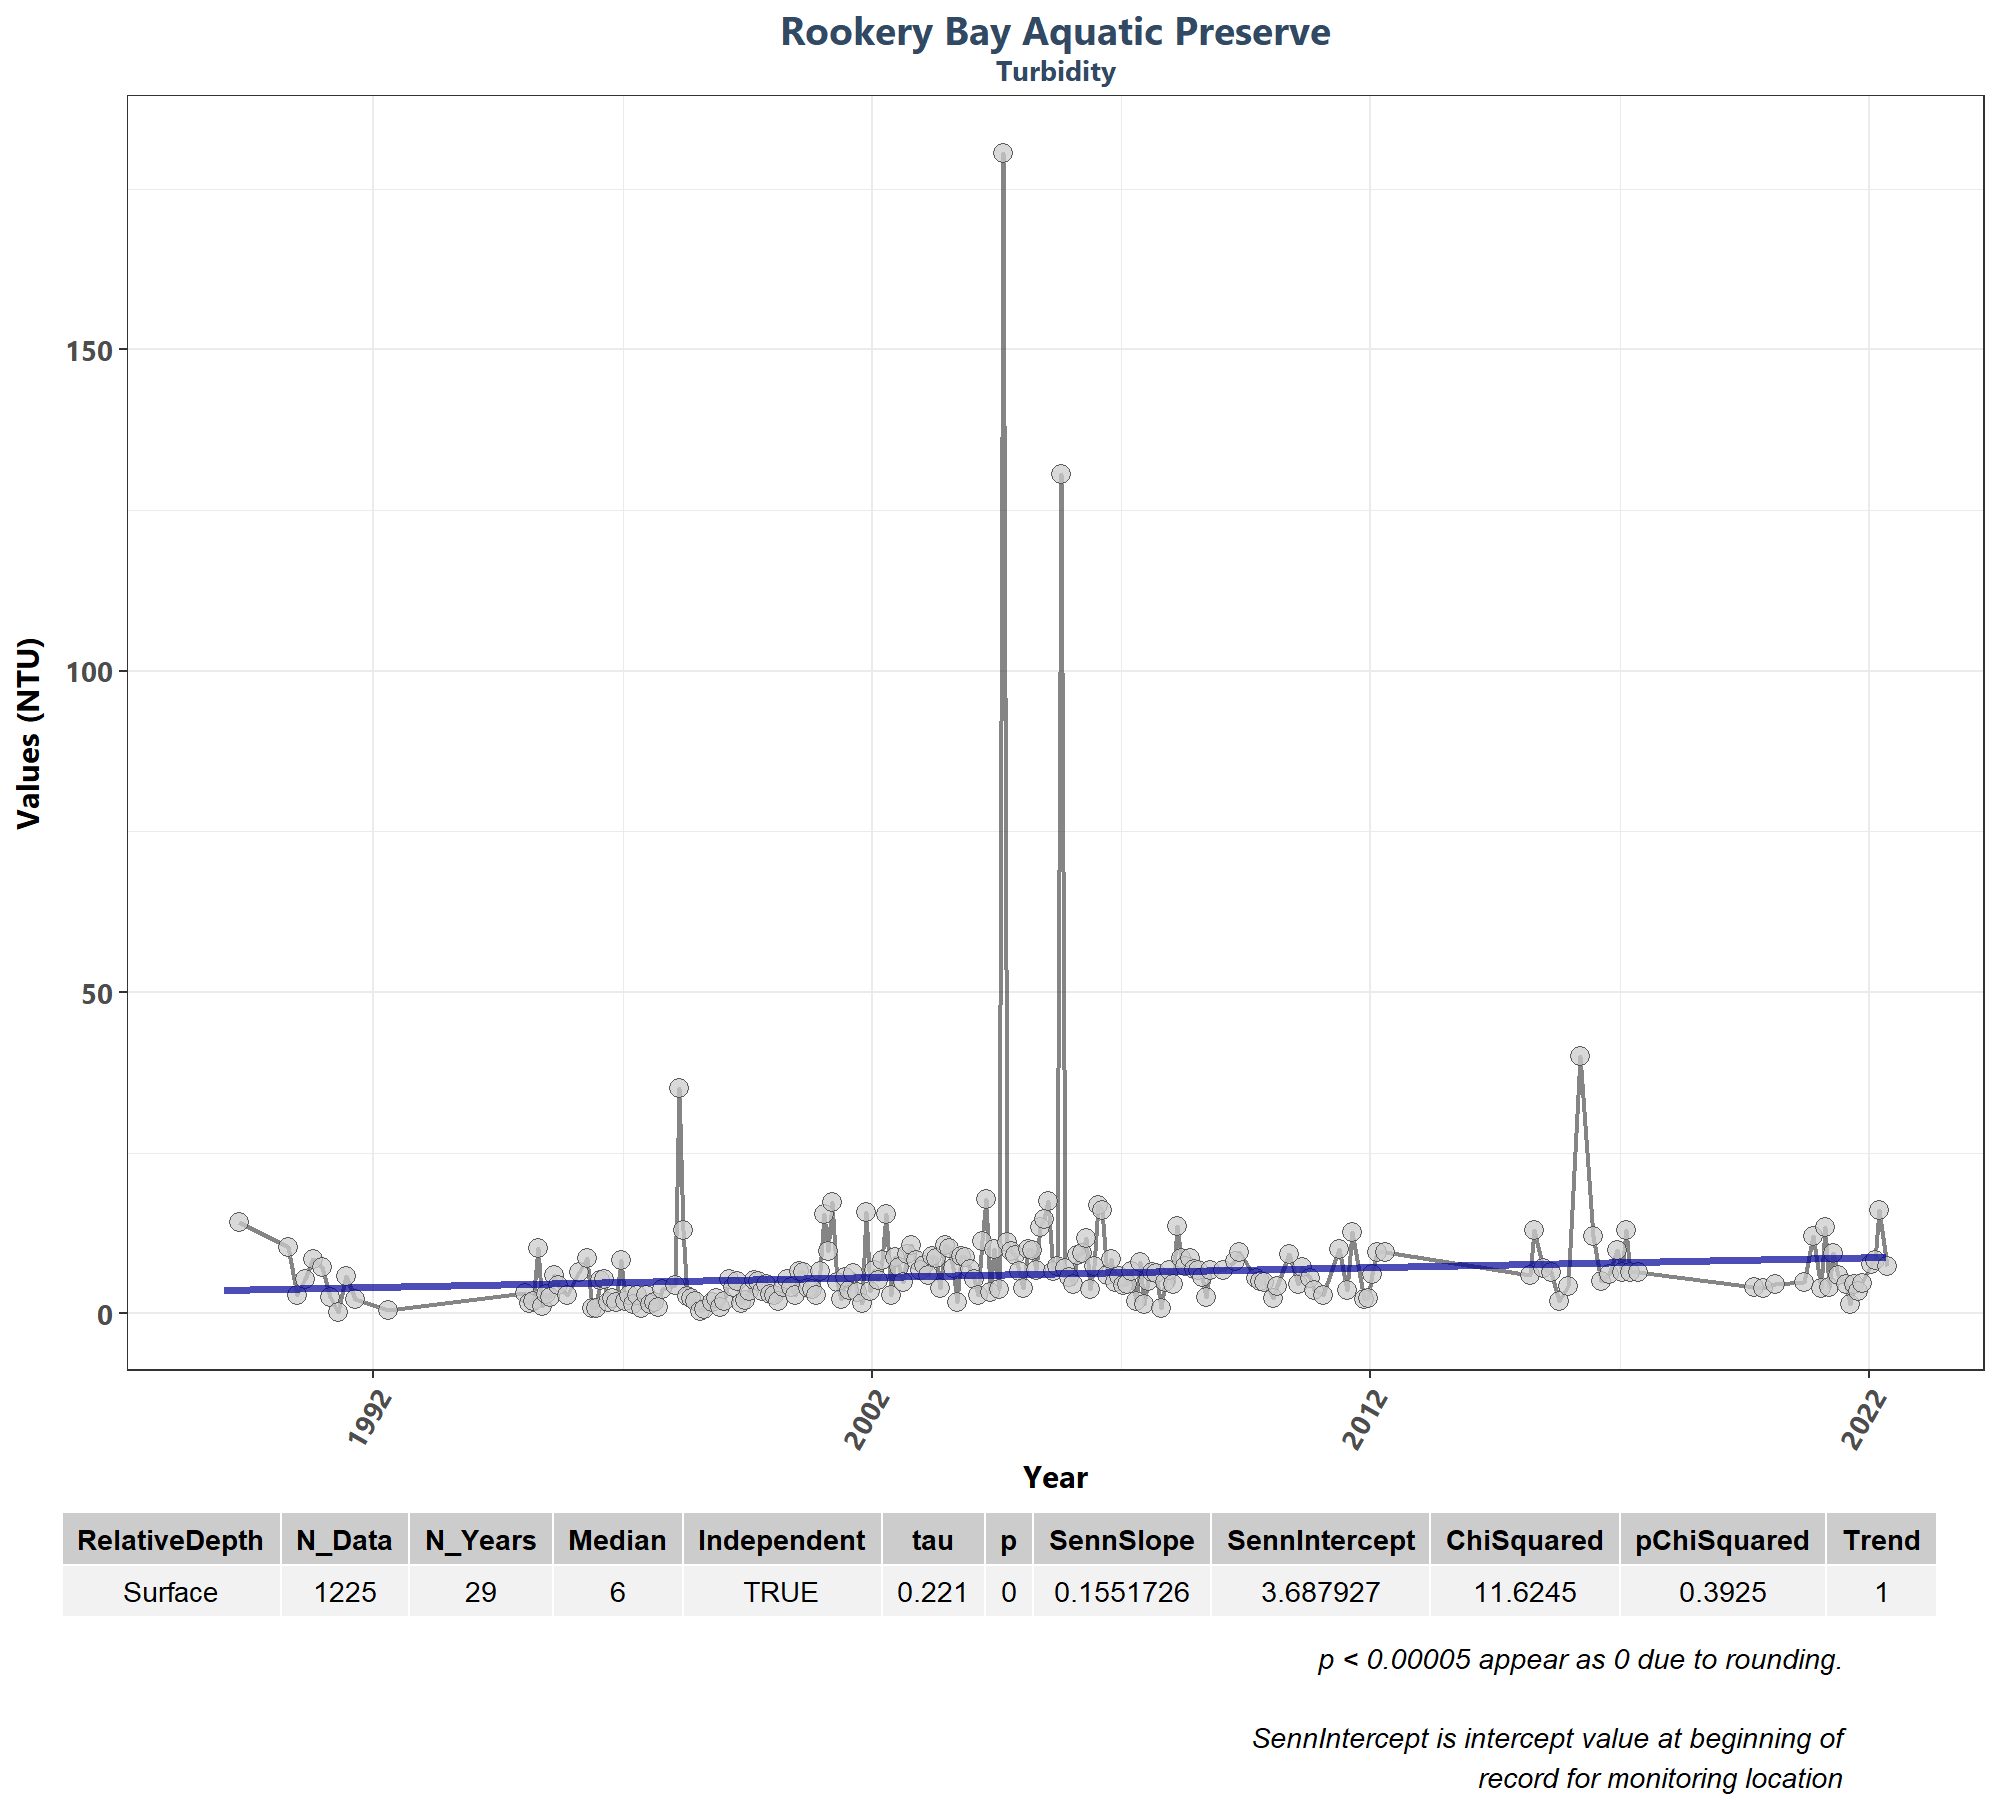 Rookery Bay Aquatic Preserve
Turbidity
Values (NTU)
150
100
50
0
1992
2002
2012
2022
Year
RelativeDepth N_Data N_Years Median Independent tau p SennSlope SennIntercept ChiSquared pChiSquared Trend
Surface 1225 29 6 TRUE 0.221 0 0.1551726 3.687927 11.6245 0.3925 1
p < 0.00005 appear as 0 due to rounding.
SennIntercept is intercept value at beginning of
record for monitoring location